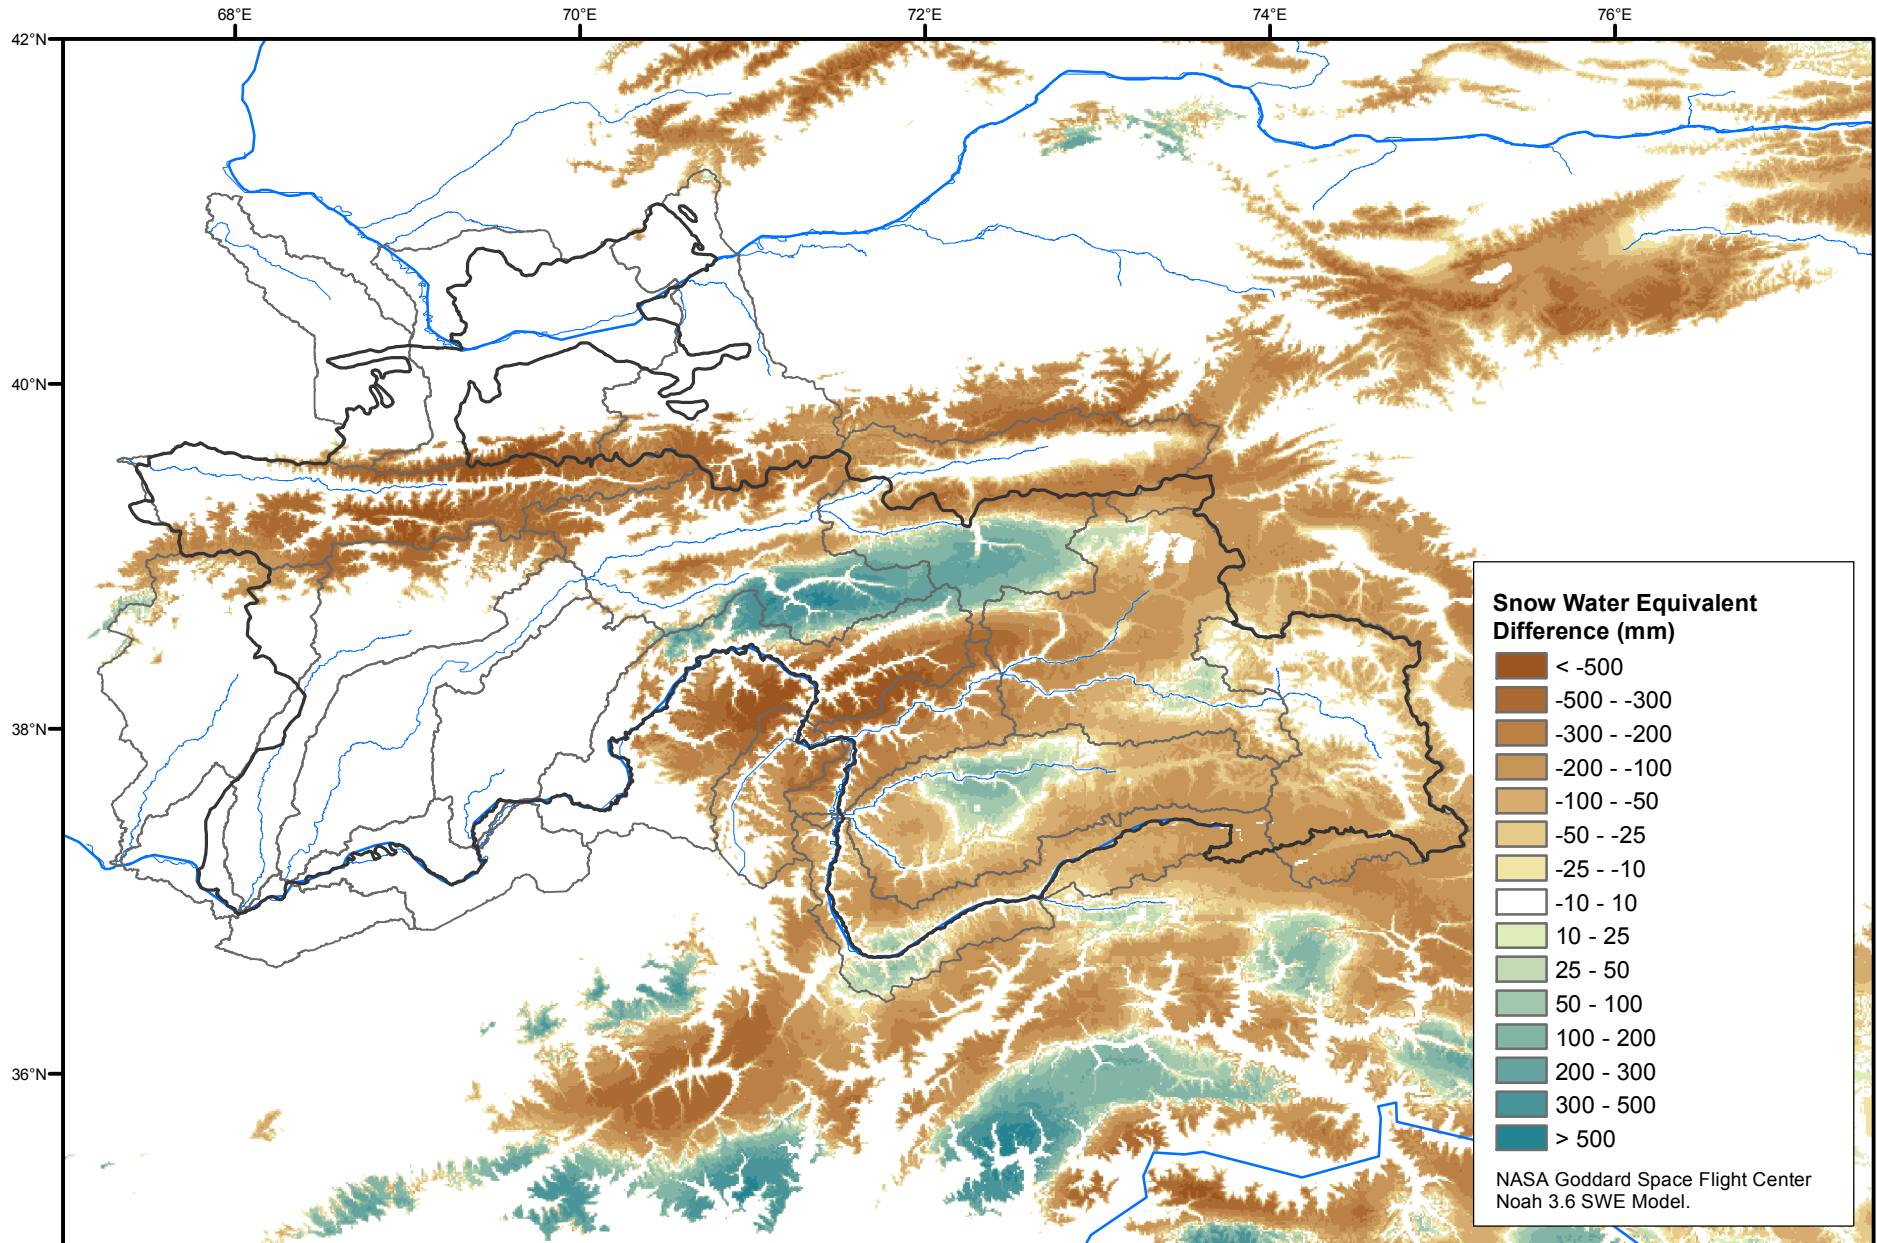 68°E
70°E
72°E
74°E
76°E
42°N
40°N
38°N
36°N
Snow Water Equivalent
Difference (mm)
< -500
-500 - -300
-300 - -200
-200 - -100
-100 - -50
-50 - -25
-25 - -10
-10 - 10
10 - 25
25 - 50
50 - 100
100 - 200
200 - 300
300 - 500
> 500
NASA Goddard Space Flight Center
Noah 3.6 SWE Model.